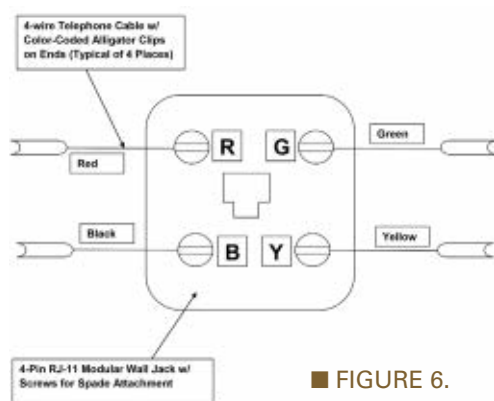 4-wire Telephone Cable w/
Color-Coded Alligator Clips
on Ends (Typical of 4 Places)
R G
Green
Red
Black
Yellow
B Y
4-Pin RJ-11 Modular Wall Jack w/
Screws for Spade Attachment
■ FIGURE 6.